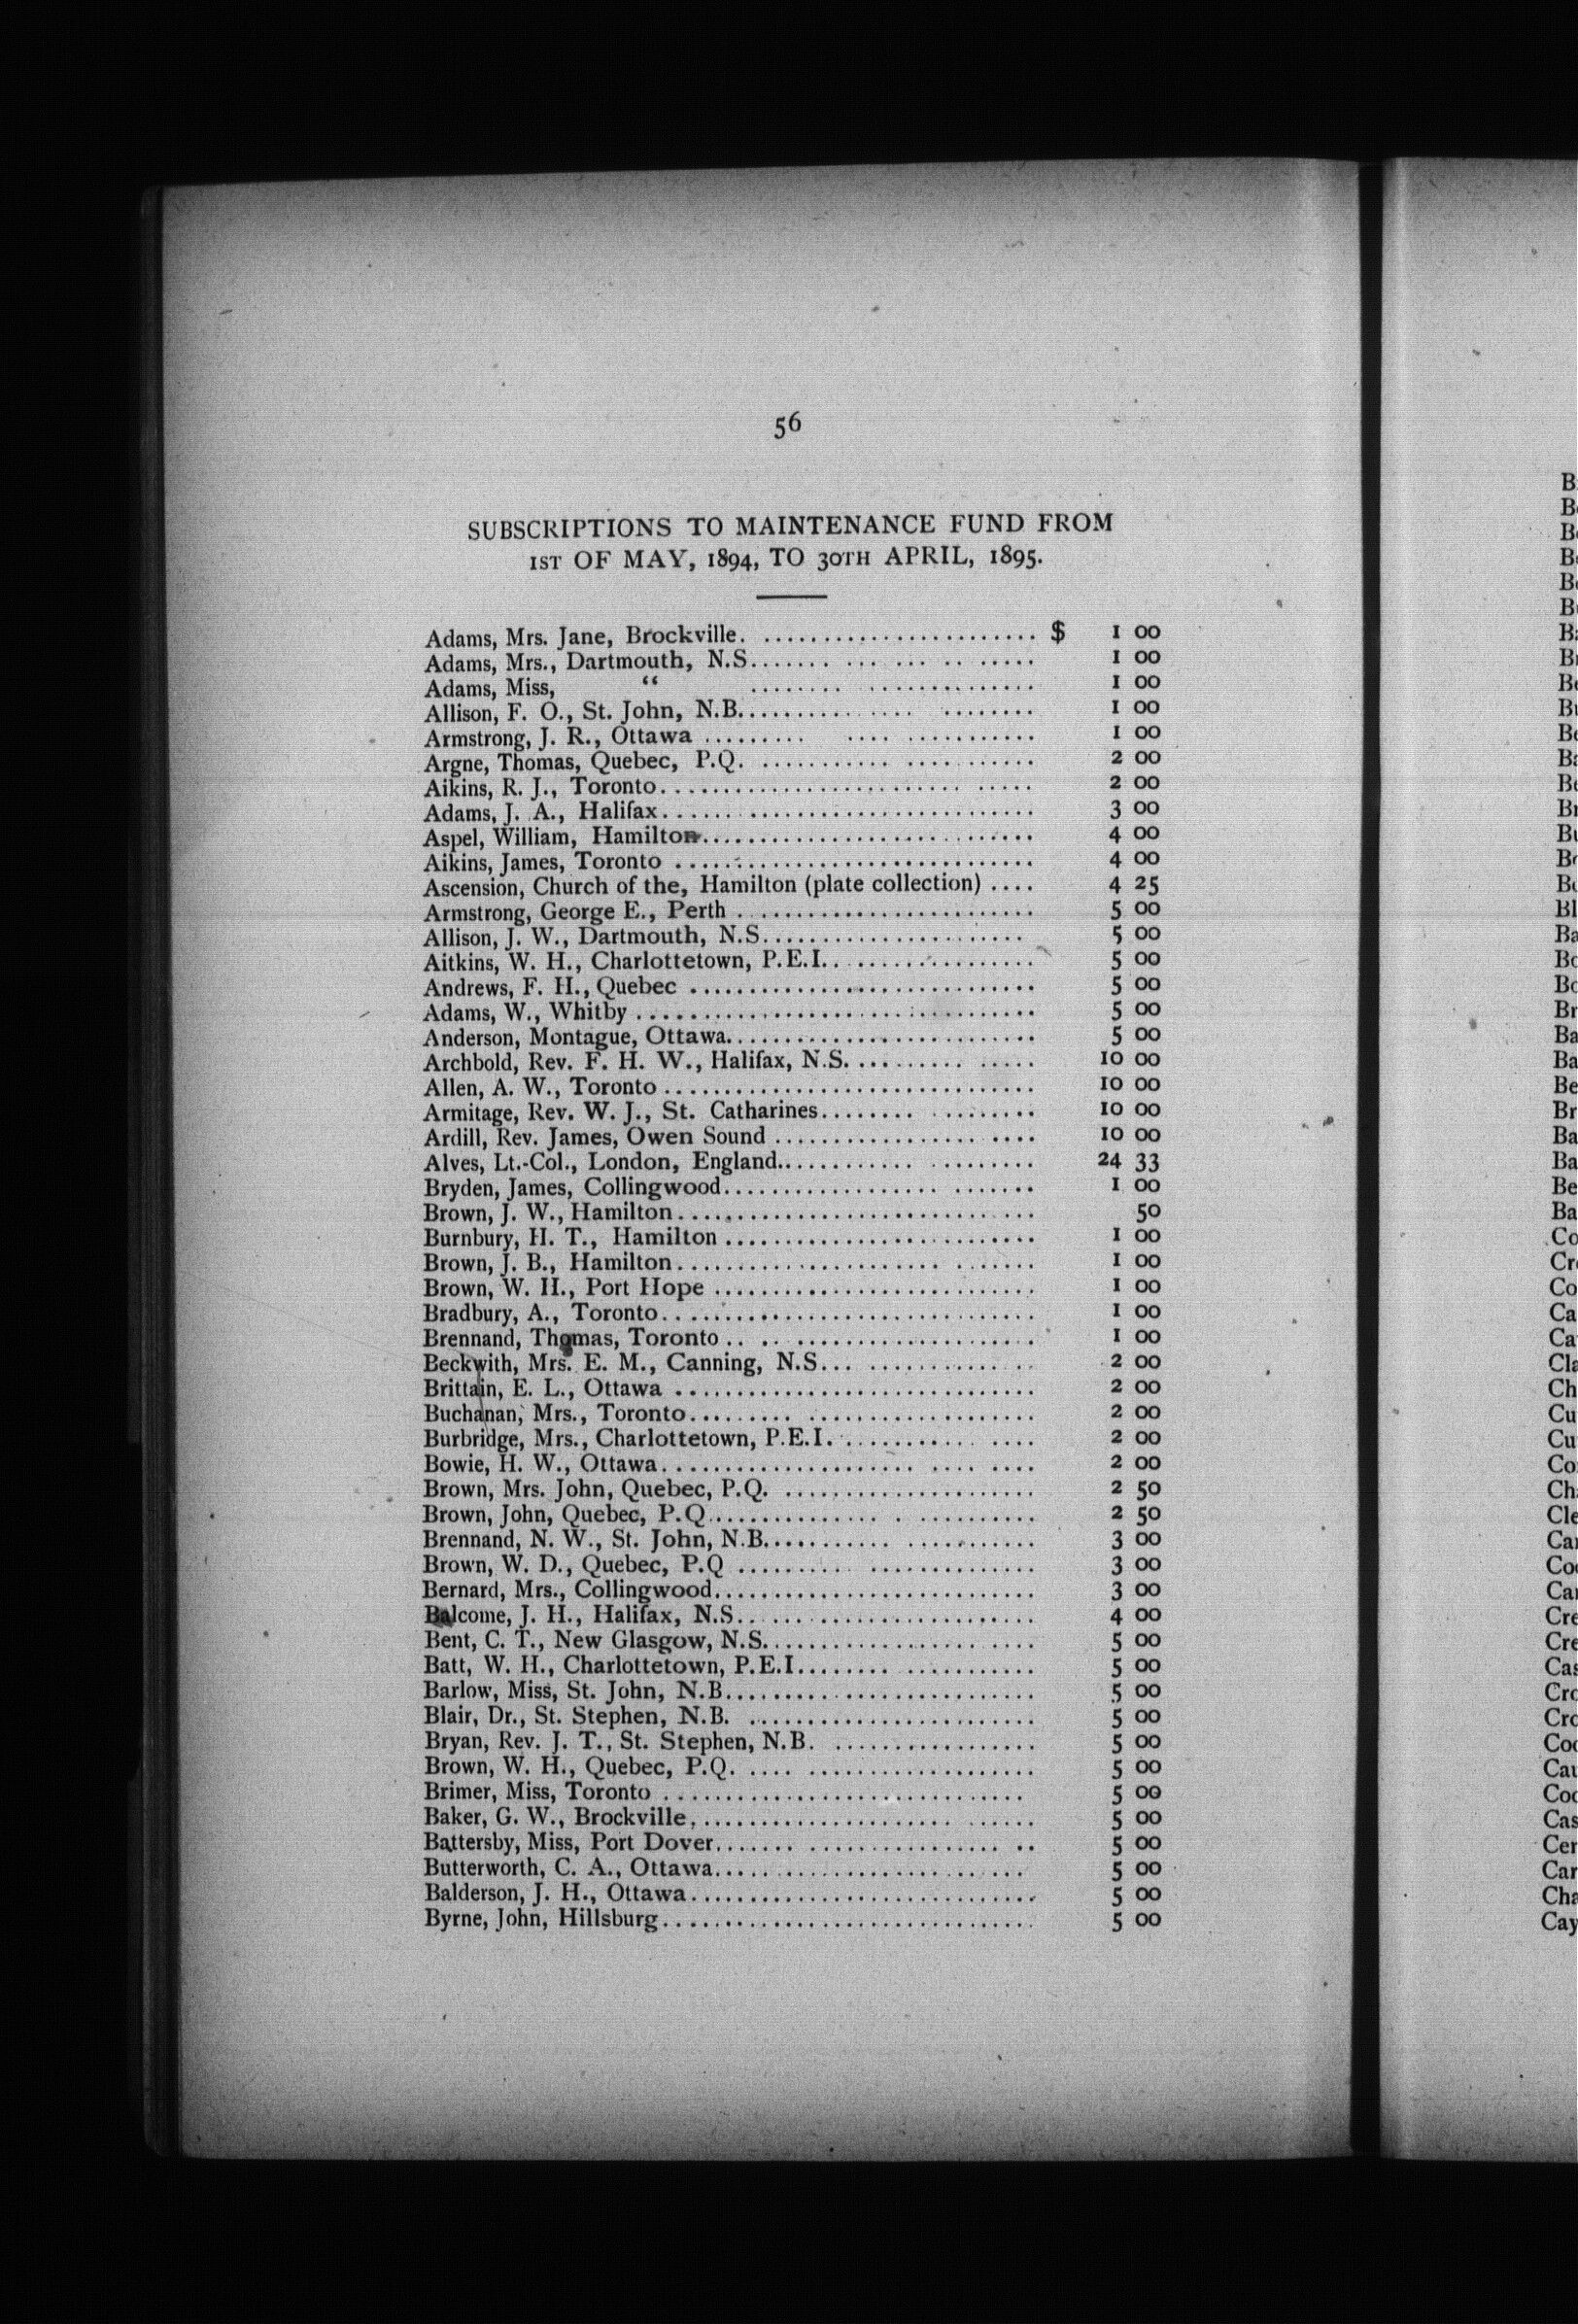 56
SUBSCRIPTIONS TO MAINTENANCE FUND FROM
1ST OF MAY, 1894, TO 30TH APRIL, 1895.
Adams, Mrs. Jane, Brockville. ....................... $ 1 00
Adams, Mrs., Dartmouth, N.S....... ... ... .. ..... 1 00
Adams, Miss, “ ........ .............. 1 00
Allison, F. O., St. John, N.B............... ........ 1 00
Armstrong, J. R., Ottawa ......... .... ........... 1 00
Argne, Thomas, Quebec, P.Q. ........... ........... 2 00
Aikins, R. J., Toronto.......................... ..... 2 00
Adams, J. A., Halifax................................ 3 00
Aspel, William, Hamilton............................ 4 00
Aikins, James, Toronto .............................. 4 00
Ascension, Church of the, Hamilton (plate collection) .... 4 25
Armstrong, George E., Perth ......................... 5 00
Allison, J. W., Dartmouth, N.S...................... 5 00
Aitkins, W. H., Charlottetown, P.E.I.................. 5 00
Andrews, F. H., Quebec ............................. 5 00
Adams, W., Whitby .................................. 5 00
Anderson, Montague, Ottawa.......................... 5 00
Archbold, Rev. F. H. W., Halifax, N.S. .......... ..... 10 00
Allen, A. W., Toronto ............................... 10 00
Armitage, Rev. W. J., St. Catharines........ ......... 10 00
Ardill, Rev. James, Owen Sound .................. .... 10 00
Alves, Lt.-Col., London, England............ ......... 24 33
Bryden, James, Collingwood.................. ....... 1 00
Brown, J. W., Hamilton.............................. 50
Burnbury, H. T., Hamilton .......................... 1 00
Brown, J. B., Hamilton...................... ....... 1 00
Brown, W. H., Port Hope ........................... 1 00
Bradbury, A., Toronto............................... 1 00
Brennand, Thomas, Toronto .. ....................... 1 00
Beckwith, Mrs. E. M., Canning, N.S.................. 2 00
Brittain, E. L., Ottawa .............................. 2 00
Buchanan, Mrs., Toronto......... ................... 2 00
Burbridge, Mrs., Charlottetown, P.E.I. ............ .... 2 00
Bowie, H. W., Ottawa..................... .... .... 2 00
Brown, Mrs. John, Quebec, P.Q. ..................... 2 50
Brown, John, Quebec, P.Q............... . .......... 2 50
Brennand, N. W., St. John, N.B........... ........... 3 00
Brown, W. D., Quebec, P.Q ......... .............. 3 00
Bernard, Mrs., Collingwood........................... 3 00
Balcome, J. H., Halifax, N.S......................... 4 00
Bent, C. T., New Glasgow, N.S....................... 5 00
Batt, W. H., Charlottetown, P.E.I........ ........... 5 00
Barlow, Miss, St. John, N.B.......................... 5 00
Blair, Dr., St. Stephen, N.B. ........................ 5 00
Bryan, Rev. J. T., St. Stephen, N.B. ................. 5 00
Brown, W. H., Quebec, P.Q. .... ................... 5 00
Brimer, Miss, Toronto .............................. 5 00
Baker, G. W., Brockville...................... ...... 5 00
Battersby, Miss, Port Dover....... ................ .. 5 00
Butterworth, C. A., Ottawa.......................... 5 00
Balderson, J. H., Ottawa............................. 5 00
Byrne, John, Hillsburg............................... 5 00